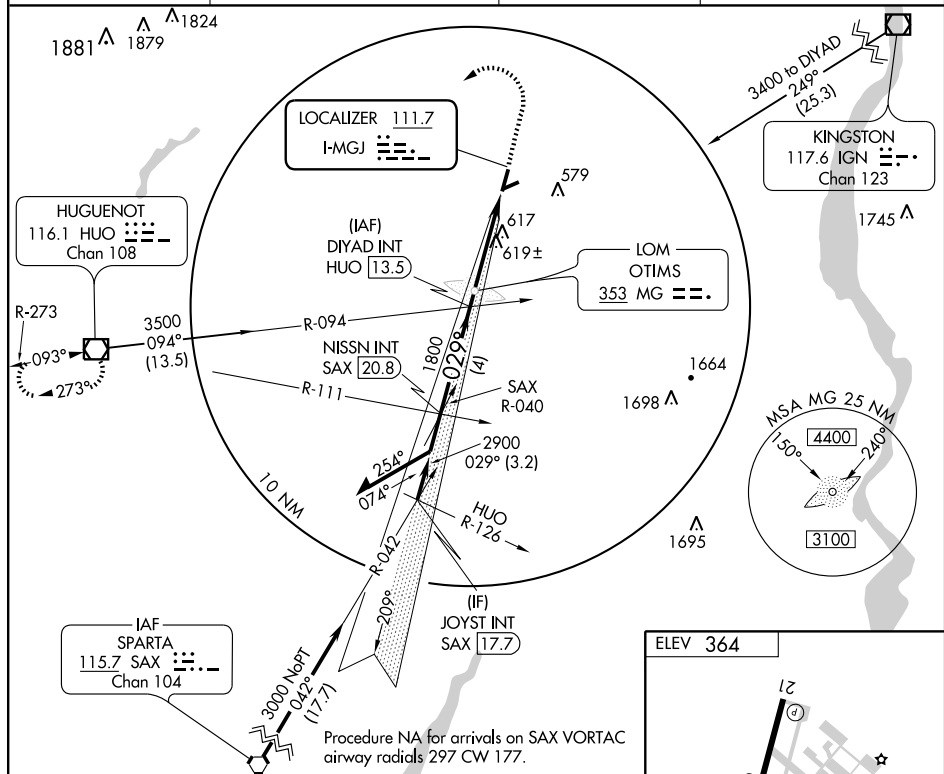 1881
1879
1824
LOCALIZER 111.7
I-MGJ
3400 to DIYAD
249°
(25.3)
KINGSTON
117.6 IGN
Chan 123
1745
579
617
619±
HUGUENOT
116.1 HUO
Chan 108
(IAF)
DIYAD INT
HUO 13.5
LOM
OTIMS
353 MG
R-273
093°
273°
3500
094°
(13.5)
R-094
NISSN INT
SAX 20.8
1800
029°
(4)
R-111
SAX
R-040
1664
1698
2900
029° (3.2)
254°
074°
10 NM
HUO
R-126
R-042
209°
1695
MSA MG 25 NM
150°
240°
4400
3100
(IF)
JOYST INT
SAX 17.7
IAF
SPARTA
115.7 SAX
Chan 104
3000 NoPT
042°
(17.7)
Procedure NA for arrivals on SAX VORTAC
airway radials 297 CW 177.
ELEV 364
21
P